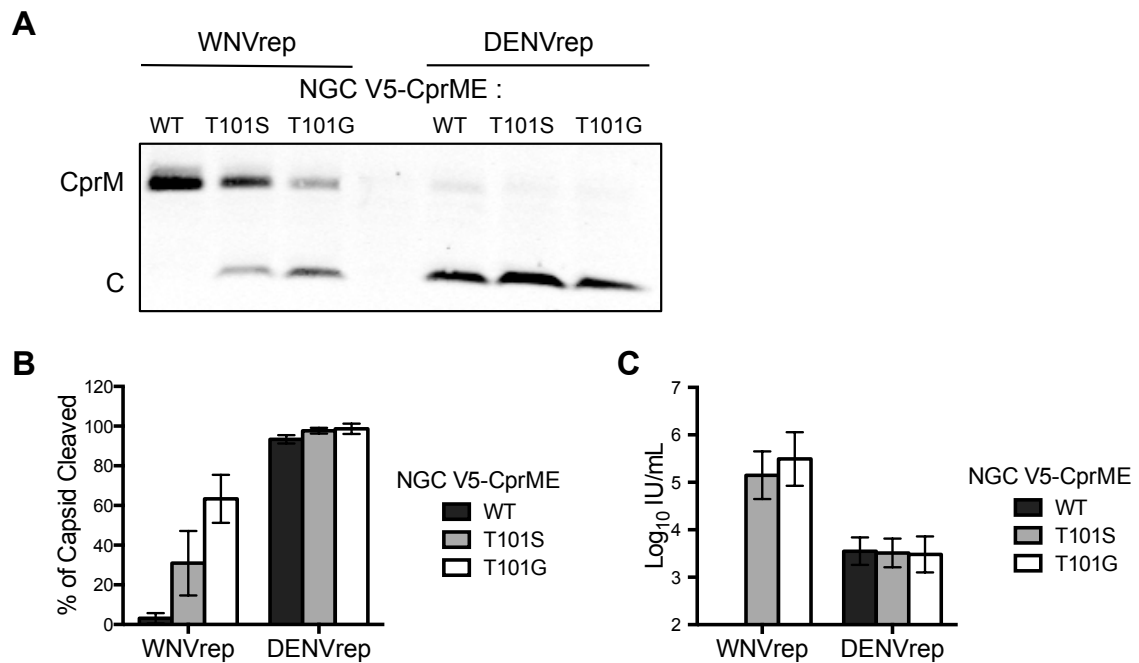 A
WNVrep DENVrep
NGC V5-CprME :
WT T101S T101G WT T101S T101G
CprM
C
B
% of Capsid Cleaved
120
100
80
60
40
20
0
WNVrep DENVrep
NGC V5-CprME
WT
T101S
T101G
C
Log10 IU/mL
7
6
5
4
3
2
WNVrep DENVrep
NGC V5-CprME
WT
T101S
T101G